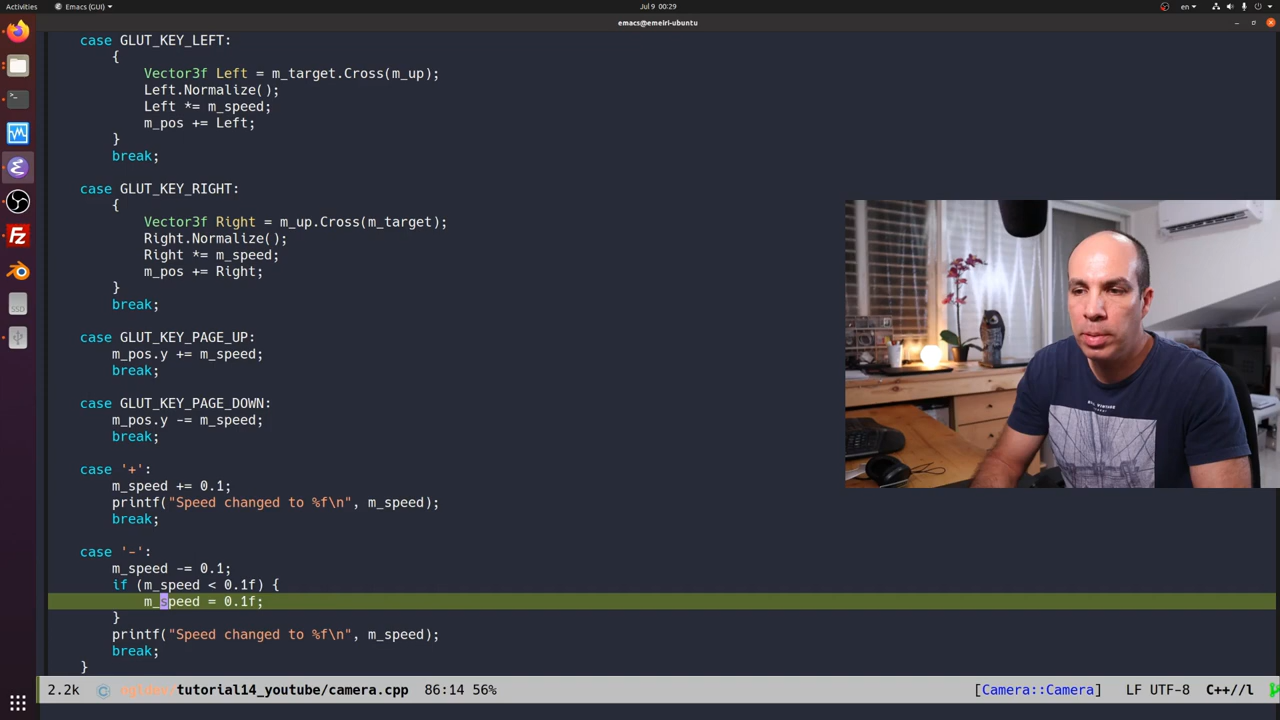 Activities
Emacs (GUI)
Jul 9 00:29
en
emacs@emeiri-ubuntu
case GLUT_KEY_LEFT:
{
Vector3f Left = m_target.Cross(m_up);
Left.Normalize();
Left *= m_speed;
m_pos += Left;
}
break;
case GLUT_KEY_RIGHT:
{
Vector3f Right = m_up.Cross(m_target);
Right.Normalize();
Right *= m_speed;
m_pos += Right;
}
break;
case GLUT_KEY_PAGE_UP:
m_pos.y += m_speed;
break;
case GLUT_KEY_PAGE_DOWN:
m_pos.y -= m_speed;
break;
case '+':
m_speed += 0.1;
printf("Speed changed to %f\n", m_speed);
break;
case '-':
m_speed -= 0.1;
if (m_speed < 0.1f) {
m_speed = 0.1f;
}
printf("Speed changed to %f\n", m_speed);
break;
}
2.2k tutorial14_youtube/camera.cpp 86:14 56% [Camera::Camera] LF UTF-8 C++//l
Fz
SSD